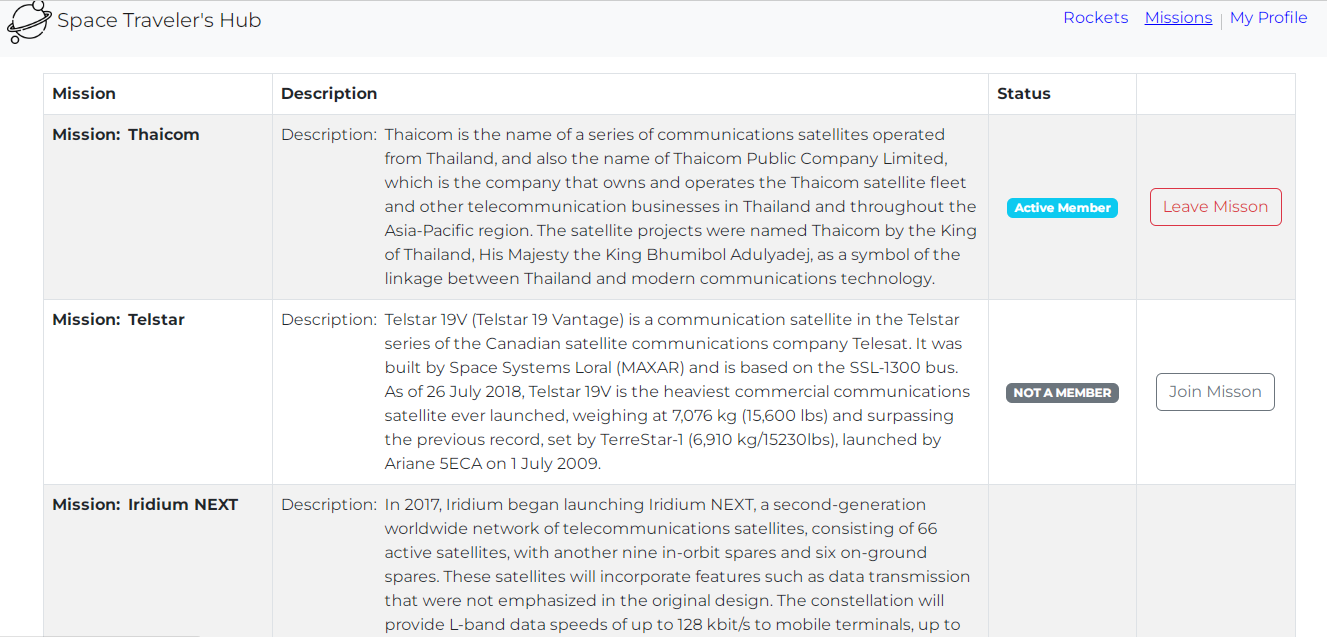 Space Traveler's Hub
Rockets Missions | My Profile
Mission Description Status
Mission: Thaicom
Description: Thaicom is the name of a series of communications satellites operated
from Thailand, and also the name of Thaicom Public Company Limited,
which is the company that owns and operates the Thaicom satellite fleet
and other telecommunication businesses in Thailand and throughout the
Asia-Pacific region. The satellite projects were named Thaicom by the King
of Thailand, His Majesty the King Bhumibol Adulyadej, as a symbol of the
linkage between Thailand and modern communications technology.
Active Member
Leave Misson
Mission: Telstar
Description: Telstar 19V (Telstar 19 Vantage) is a communication satellite in the Telstar
series of the Canadian satellite communications company Telesat. It was
built by Space Systems Loral (MAXAR) and is based on the SSL-1300 bus.
As of 26 July 2018, Telstar 19V is the heaviest commercial communications
satellite ever launched, weighing at 7,076 kg (15,600 lbs) and surpassing
the previous record, set by TerreStar-1 (6,910 kg/15230lbs), launched by
Ariane 5ECA on 1 July 2009.
NOT A MEMBER
Join Misson
Mission: Iridium NEXT
Description: In 2017, Iridium began launching Iridium NEXT, a second-generation
worldwide network of telecommunications satellites, consisting of 66
active satellites, with another nine in-orbit spares and six on-ground
spares. These satellites will incorporate features such as data transmission
that were not emphasized in the original design. The constellation will
provide L-band data speeds of up to 128 kbit/s to mobile terminals, up to